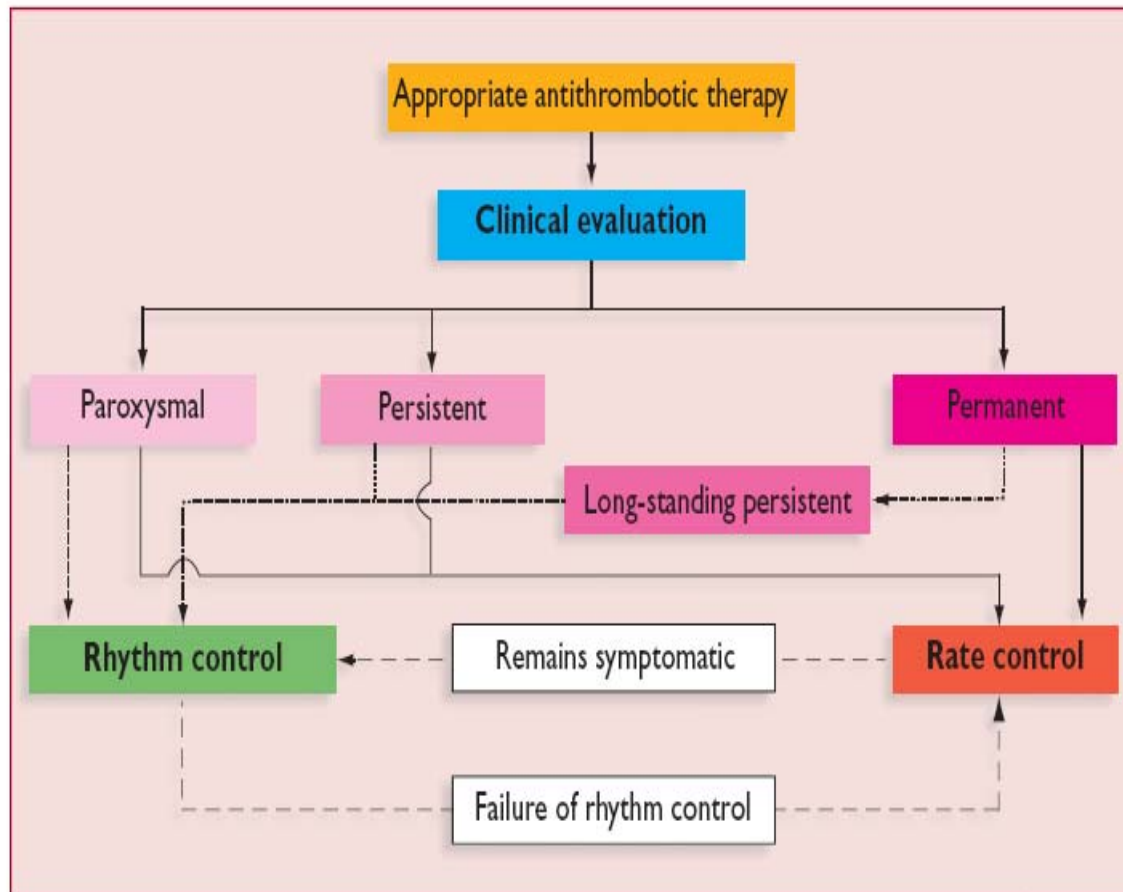 Appropriate antithrombotic therapy
Clinical evaluation
Paroxysmal
Persistent
Permanent
Long-standing persistent
Rhythm control
Remains symptomatic
Rate control
Failure of rhythm control